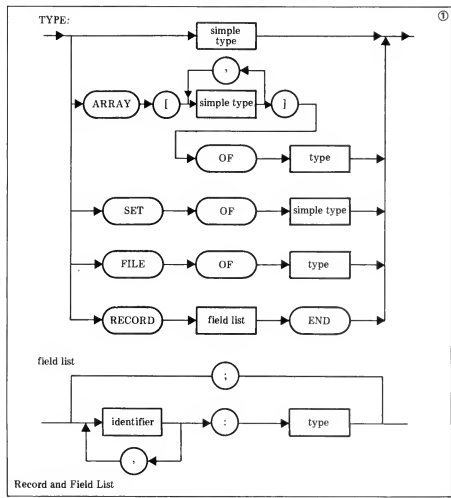 TYPE:
①
simple
type
,
ARRAY [ simple type ]
OF type
SET OF simple type
FILE OF type
RECORD field list END
field list
;
identifier : type
,
Record and Field List